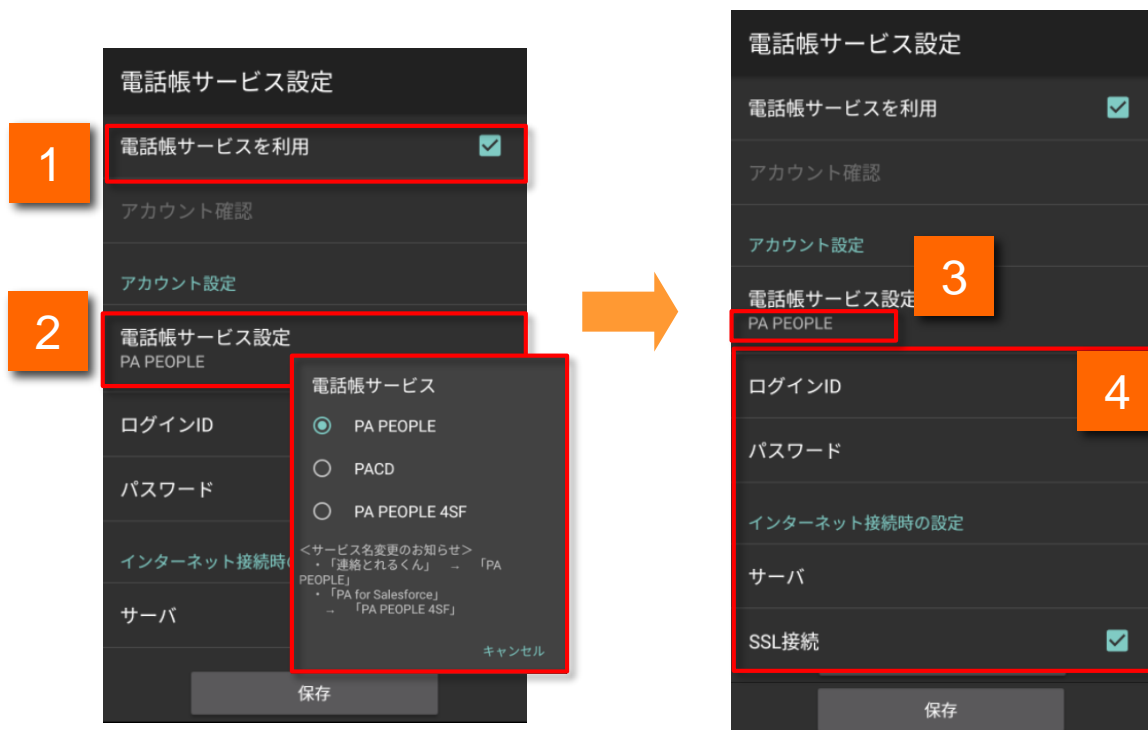 電話帳サービス設定
1
電話帳サービスを利用
アカウント確認
アカウント設定
2
電話帳サービス設定
PA PEOPLE
ログインID
パスワード
インターネット接続時の
サーバ
保存
電話帳サービス
PA PEOPLE
PACD
PA PEOPLE 4SF
<サービス名変更のお知らせ>
・「連絡とれるくん」 → 「PA
PEOPLE」
・「PA for Salesforce」
→ 「PA PEOPLE 4SF」
キャンセル
電話帳サービス設定
電話帳サービスを利用
アカウント確認
アカウント設定
3
電話帳サービス設定
PA PEOPLE
4
ログインID
パスワード
インターネット接続時の設定
サーバ
SSL接続
保存